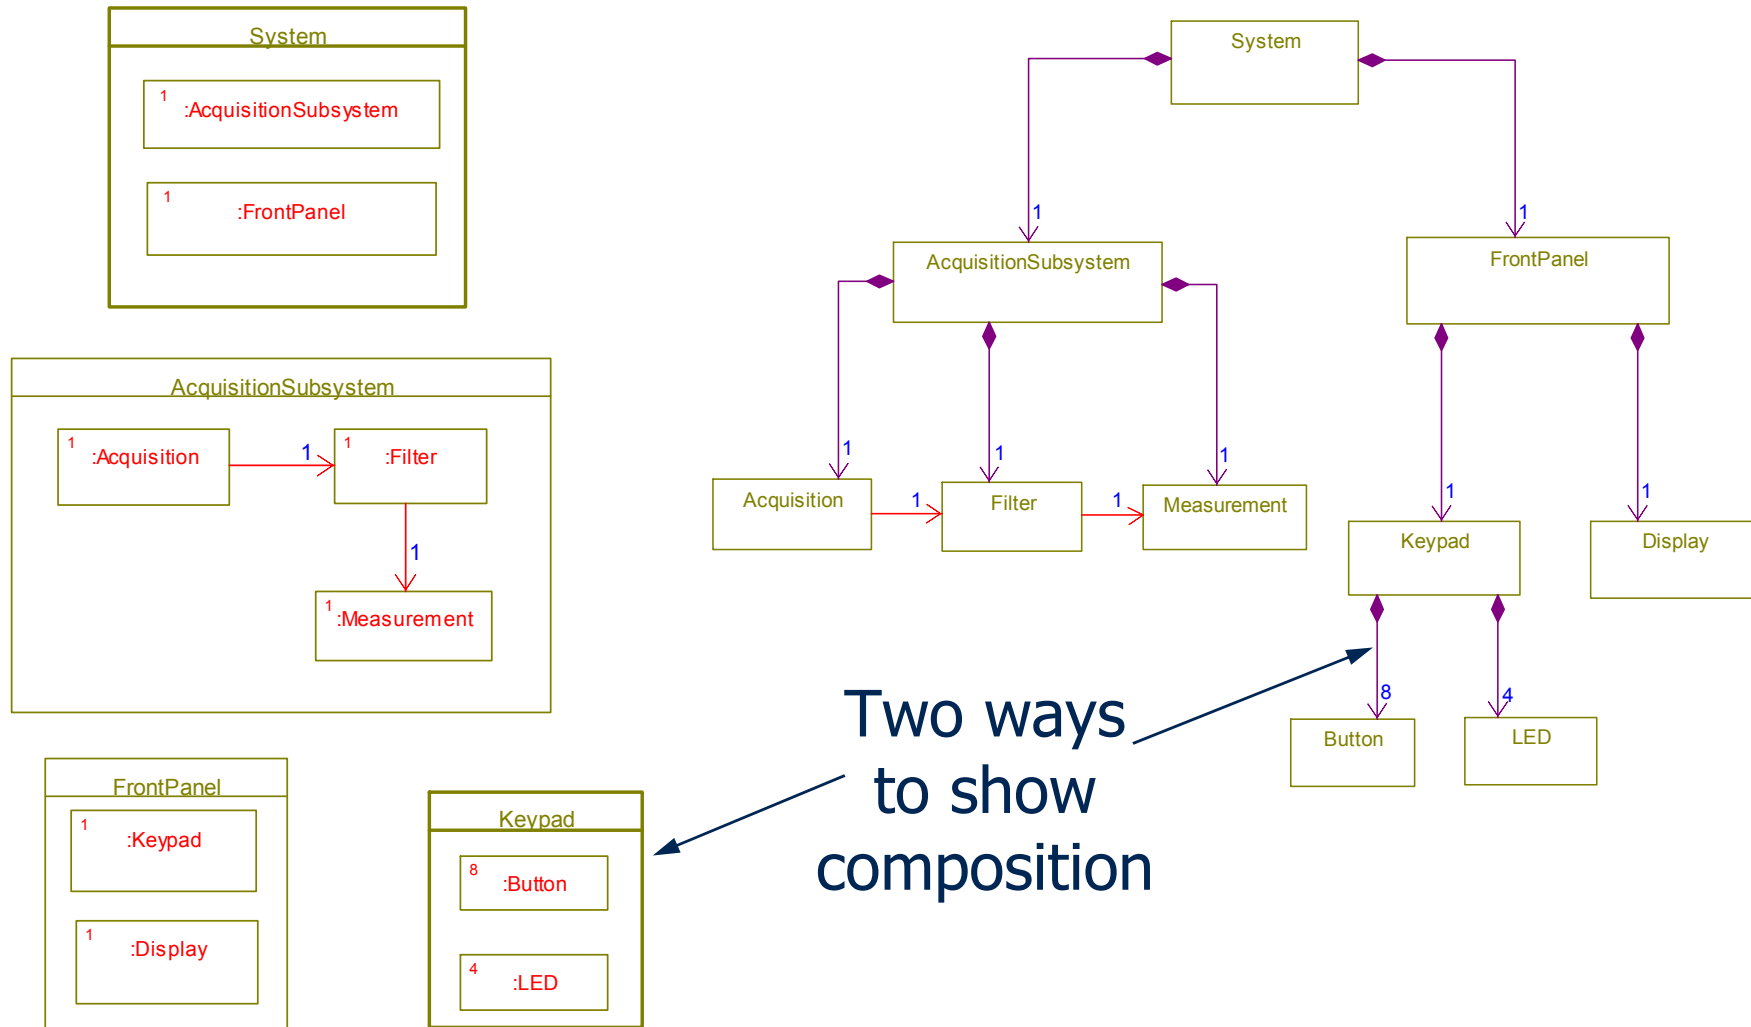 System
1
:AcquisitionSubsystem
1
:FrontPanel
AcquisitionSubsystem
1
:Acquisition
1
1
:Filter
1
1
:Measurement
FrontPanel
1
:Keypad
1
:Display
Keypad
8
:Button
4
:LED
Two ways
to show
composition
System
1
1
AcquisitionSubsystem
FrontPanel
1
1
1
Acquisition
1
Filter
1
Measurement
1
1
Keypad
Display
8
4
Button
LED